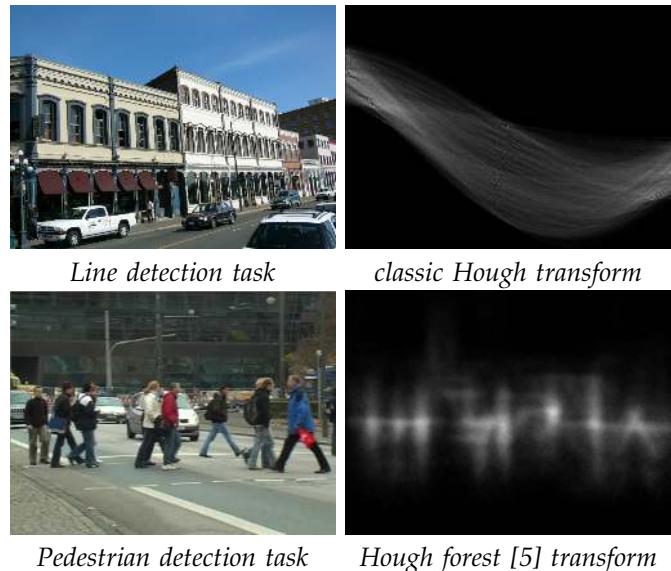 Line detection task
classic Hough transform
Pedestrian detection task
Hough forest [5] transform